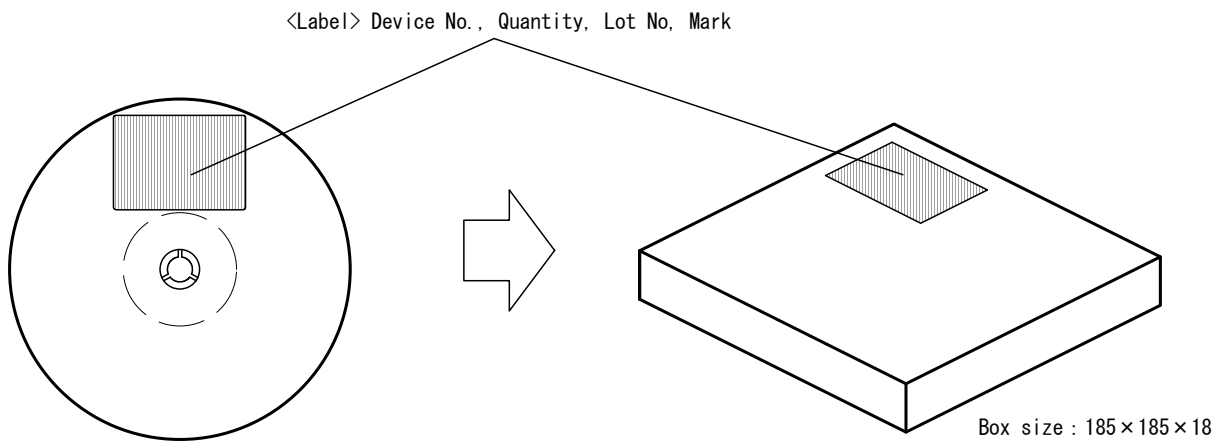 <Label> Device No., Quantity, Lot No, Mark
Box size : 185×185×18